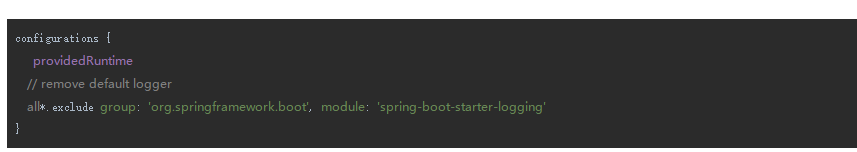 configurations {
providedRuntime
// remove default logger
all*.exclude group: 'org.springframework.boot', module: 'spring-boot-starter-logging'
}